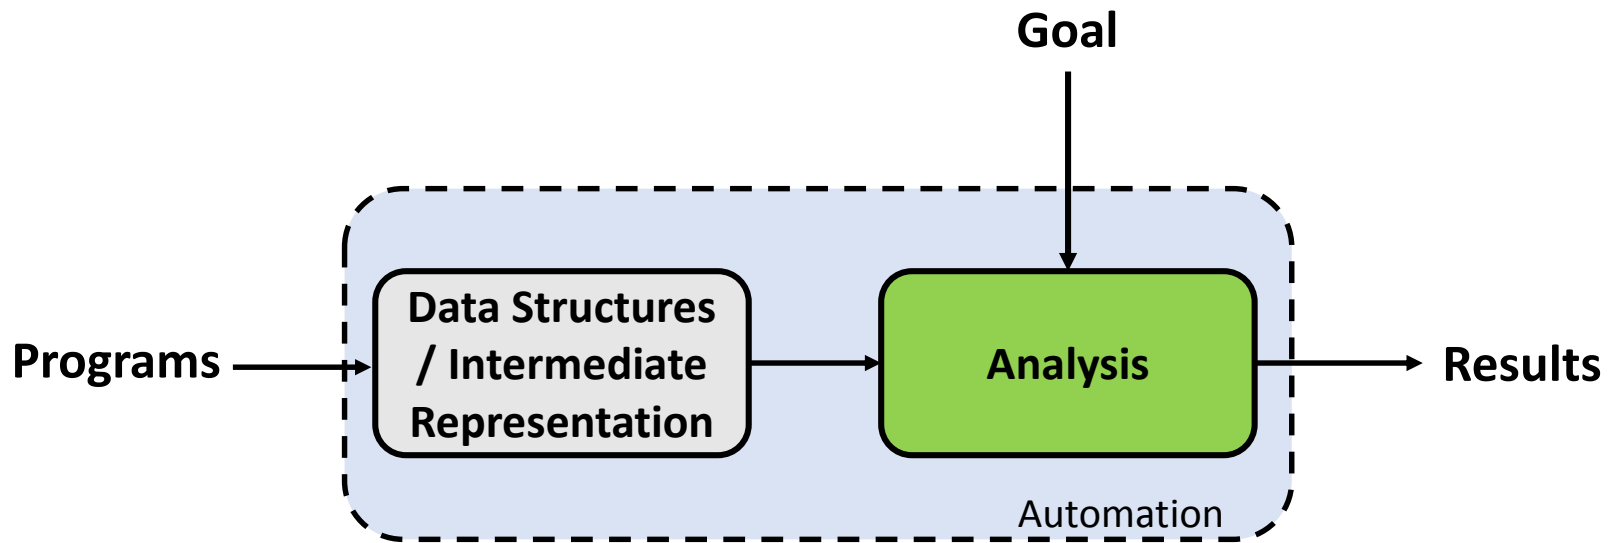 Goal
Data Structures
/ Intermediate
Representation
Programs
Analysis
Results
Automation